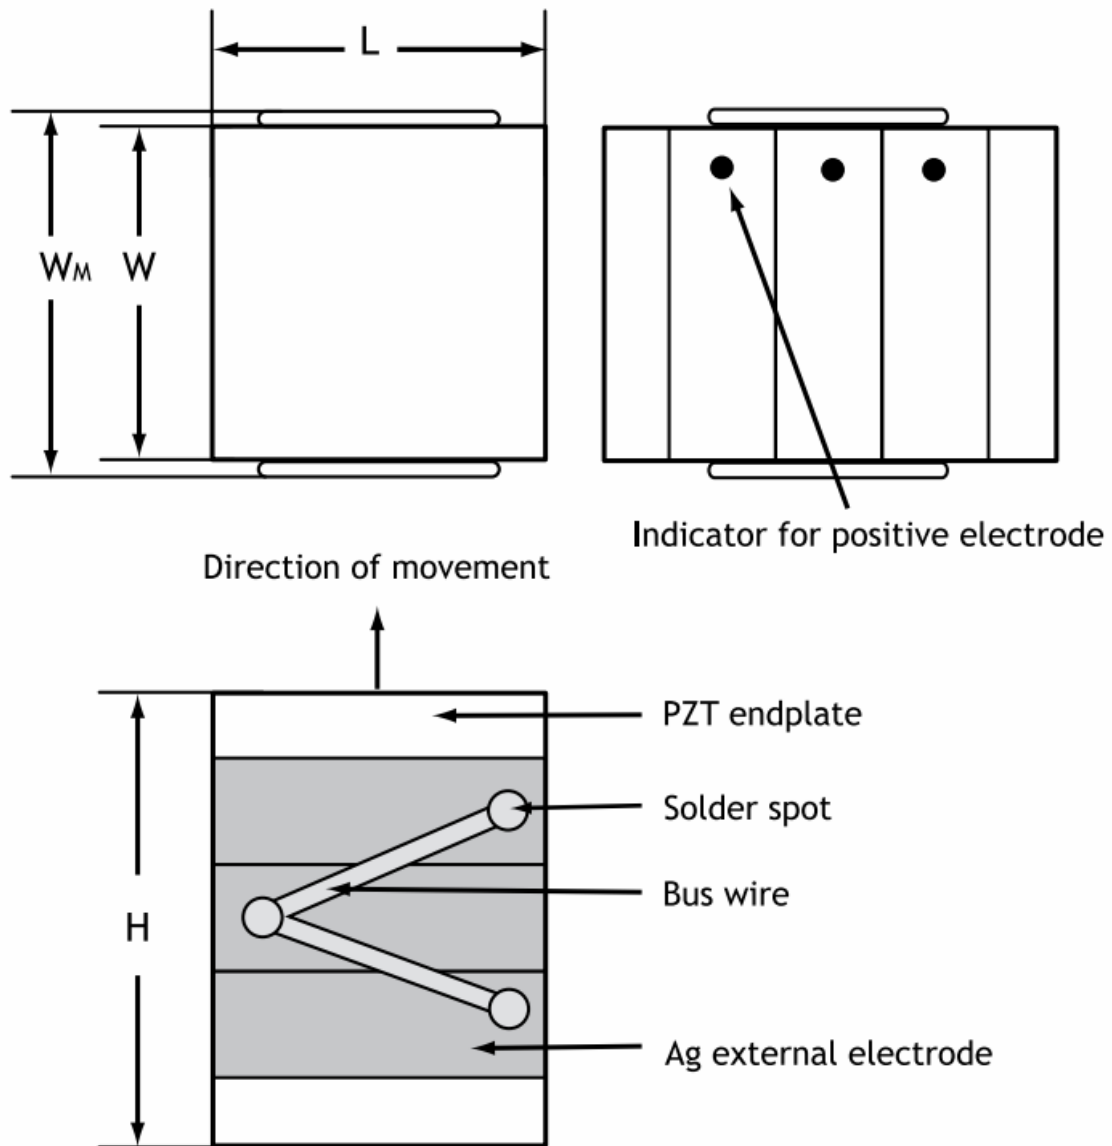 L
WM
W
Indicator for positive electrode
Direction of movement
PZT endplate
Solder spot
Bus wire
H
Ag external electrode